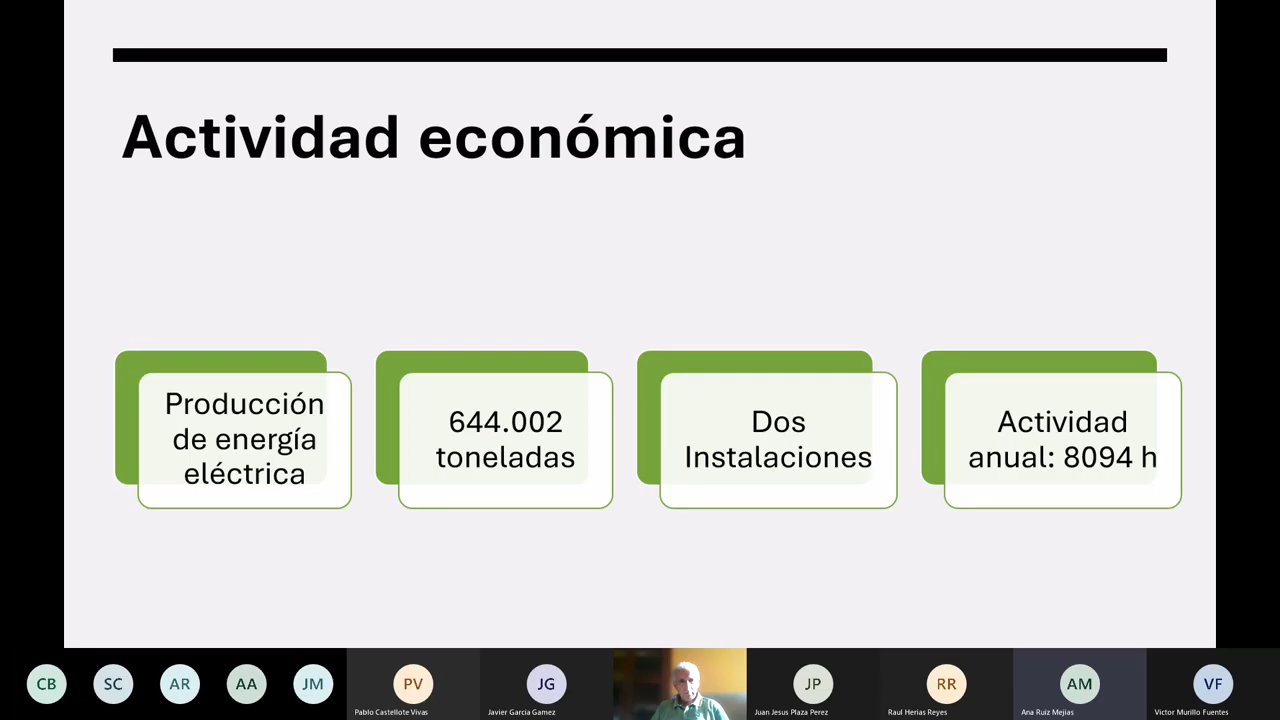 Actividad económica
Producción
de energía
eléctrica
644.002
toneladas
Dos
Instalaciones
Actividad
anual: 8094 h
CB
SC
AR
AA
JM
PV
Pablo Castellote Vivas
JG
Javier García Gamez
JP
Juan Jesus Plaza Perez
RR
Raul Herias Reyes
AM
Ana Ruiz Mejias
VF
Victor Murillo Fuentes